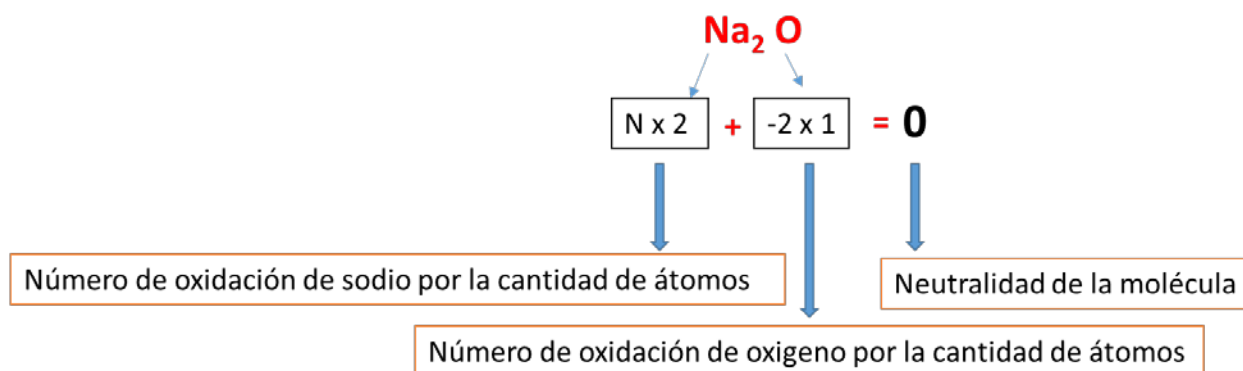 Na₂ O
N x 2 + -2 x 1 = 0
Número de oxidación de sodio por la cantidad de átomos
Neutralidad de la molécula
Número de oxidación de oxigeno por la cantidad de átomos